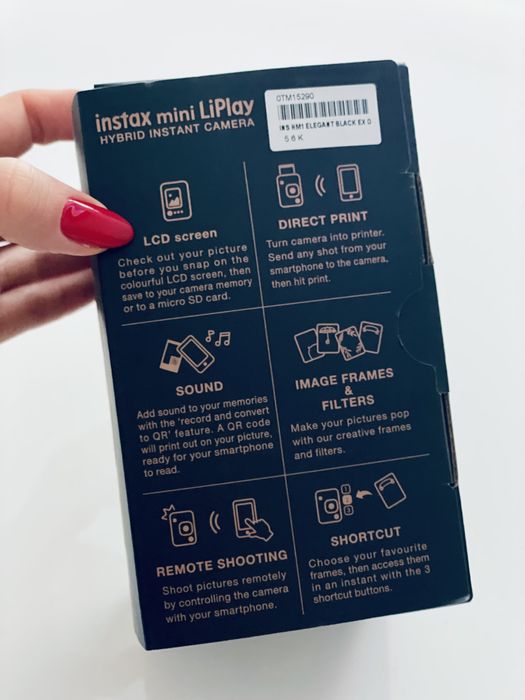 instax mini LiPlay
HYBRID INSTANT CAMERA
0TM15290
INS HM1 ELEGANT BLACK EX D
56K
LCD screen
Check out your picture
before you snap on the
colourful LCD screen, then
save to your camera memory
or to a micro SD card.
DIRECT PRINT
Turn camera into printer.
Send any shot from your
smartphone to the camera,
then hit print.
SOUND
Add sound to your memories
with the 'record and convert
to QR' feature. A QR code
will print out on your picture,
ready for your smartphone
to read.
IMAGE FRAMES
&
FILTERS
Make your pictures pop
with our creative frames
and filters.
REMOTE SHOOTING
Shoot pictures remotely
by controlling the camera
with your smartphone.
1
2
3
SHORTCUT
Choose your favourite
frames, then access them
in an instant with the 3
shortcut buttons.